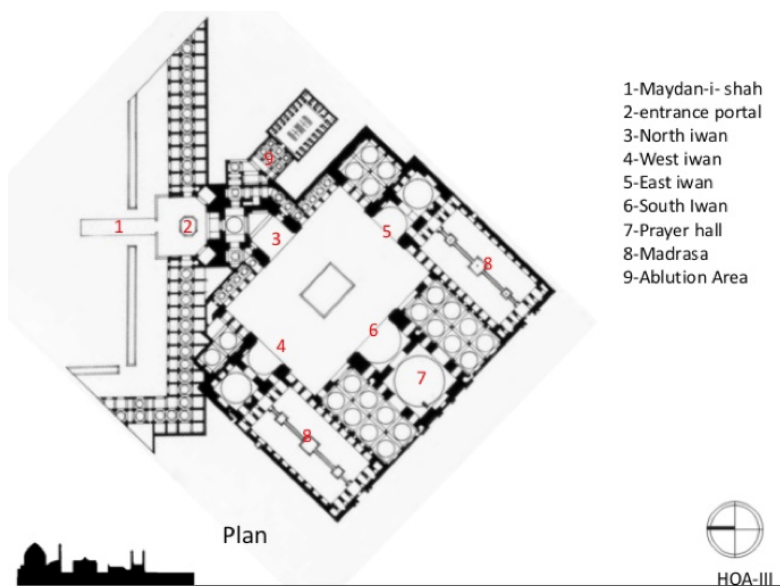 1-Maydan-i- shah
2-entrance portal
3-North iwan
4-West iwan
5-East iwan
6-South Iwan
7-Prayer hall
8-Madrasa
9-Ablution Area
9
1
2
3
5
8
6
4
7
8
Plan
HOA-III